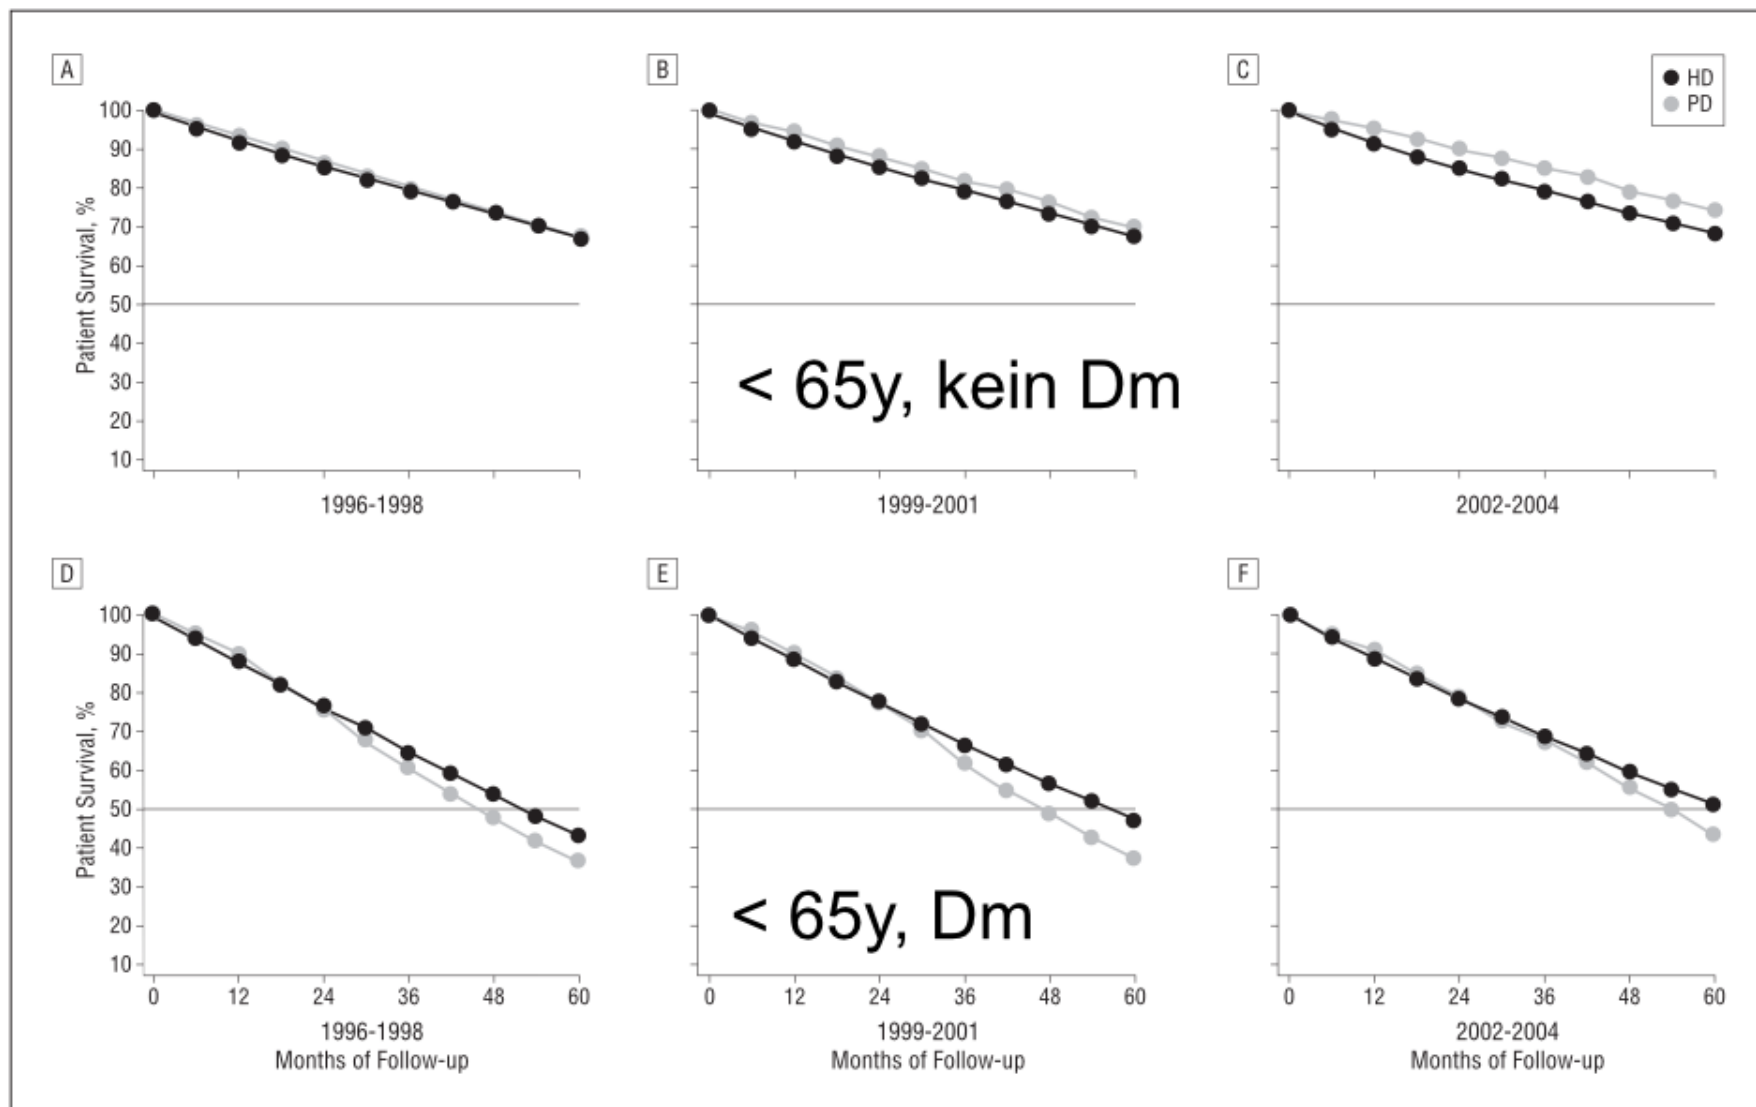 A
B
C
HD
PD
Patient Survival, %
100
90
80
70
60
50
40
30
20
10
< 65y, kein Dm
1996-1998
1999-2001
2002-2004
D
E
F
Patient Survival, %
100
90
80
70
60
50
40
30
20
10
< 65y, Dm
0 12 24 36 48 60
0 12 24 36 48 60
0 12 24 36 48 60
1996-1998
Months of Follow-up
1999-2001
Months of Follow-up
2002-2004
Months of Follow-up